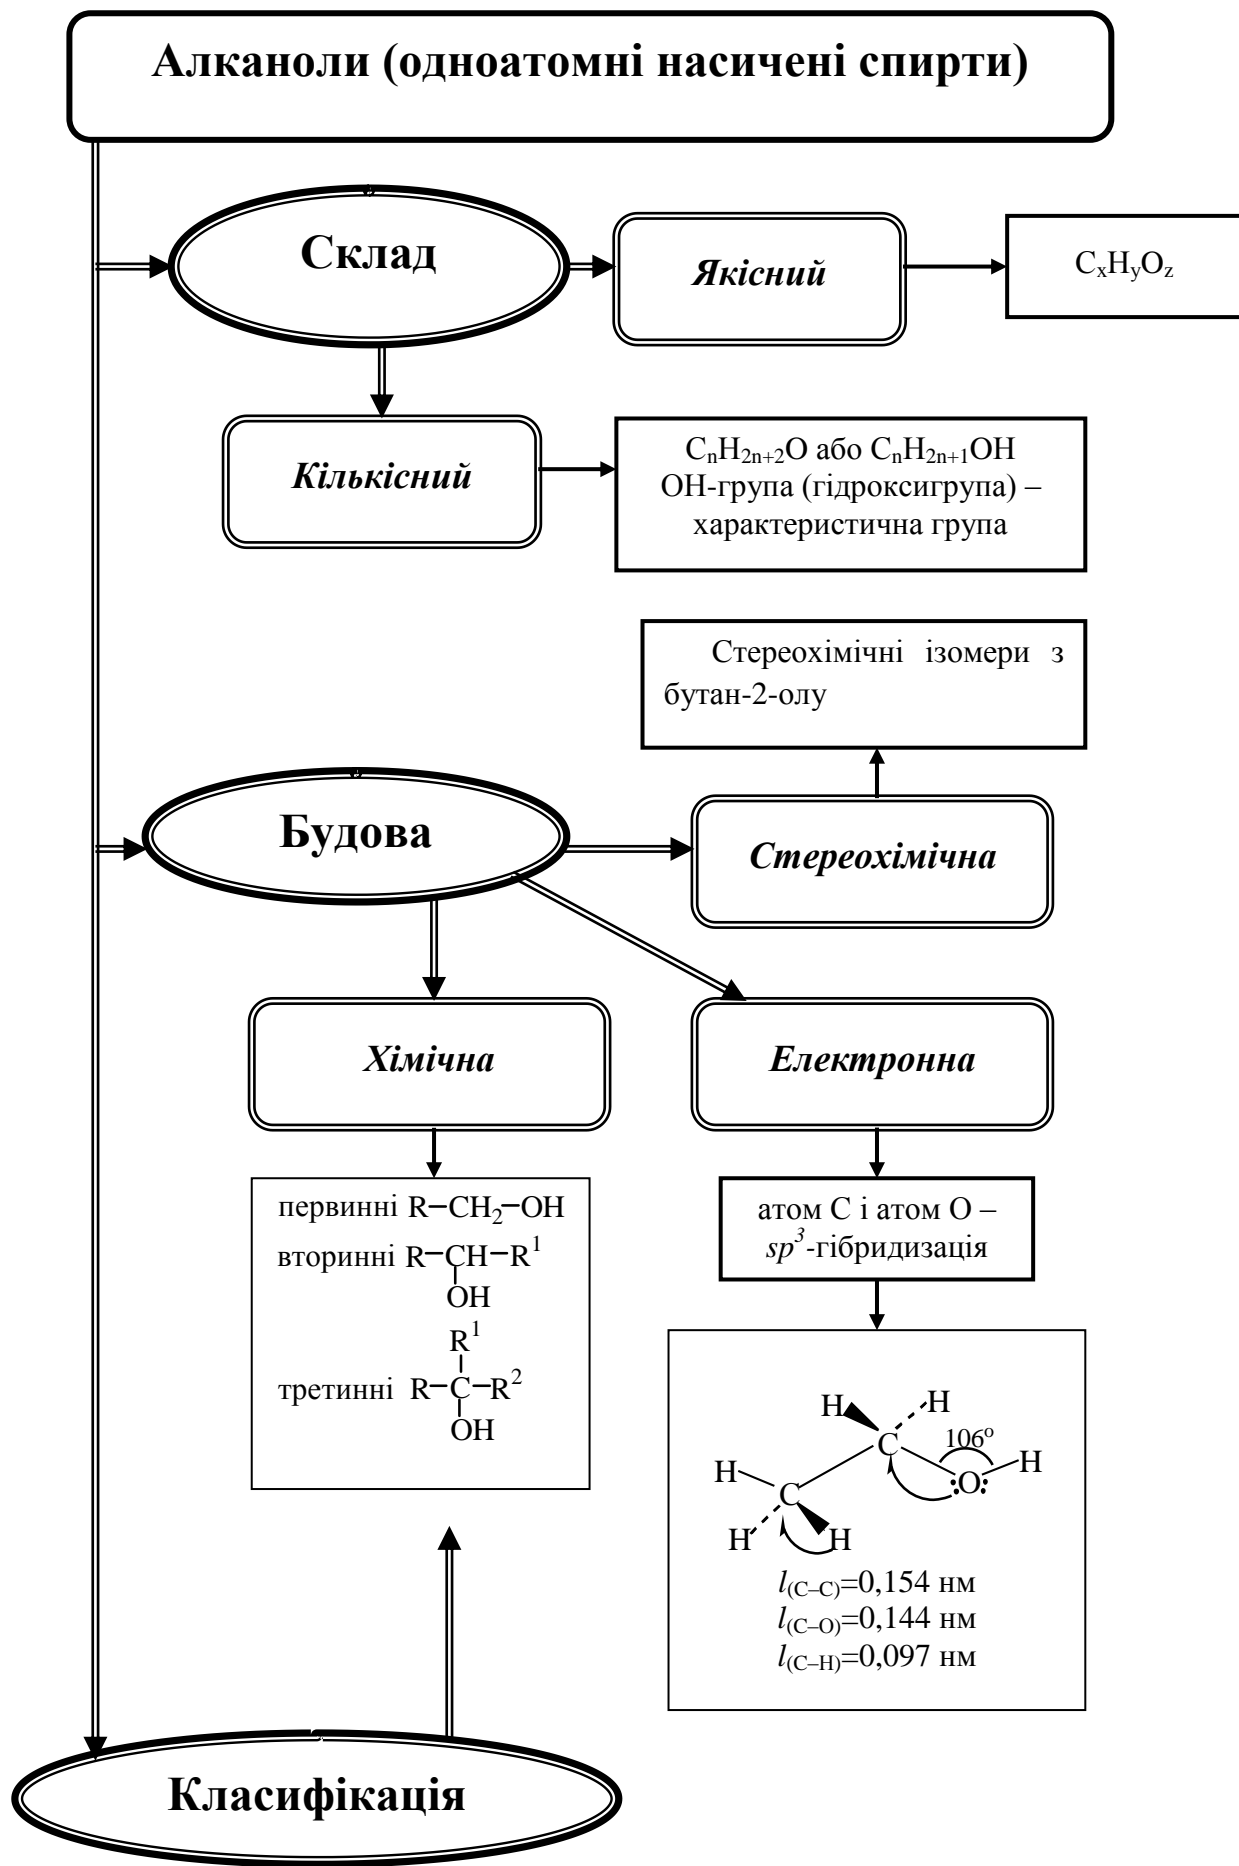 Алканоли (одноатомні насичені спирти)
Склад
Якісний
CxHyOz
Кількісний
CnH2n+2O або CnH2n+1OH
OH-група (гідроксигрупа) –
характеристична група
Стереохімічні ізомери з
бутан-2-олу
Будова
Стереохімічна
Хімічна
Електронна
первинні R–CH2–OH
вторинні R–CH–R1
OH
R1
третинні R–C–R2
OH
атом С і атом О –
sp3-гібридизація
H H
C 106o
H O H
C
H H
l(C–C)=0,154 нм
l(C–O)=0,144 нм
l(C–H)=0,097 нм
Класифікація